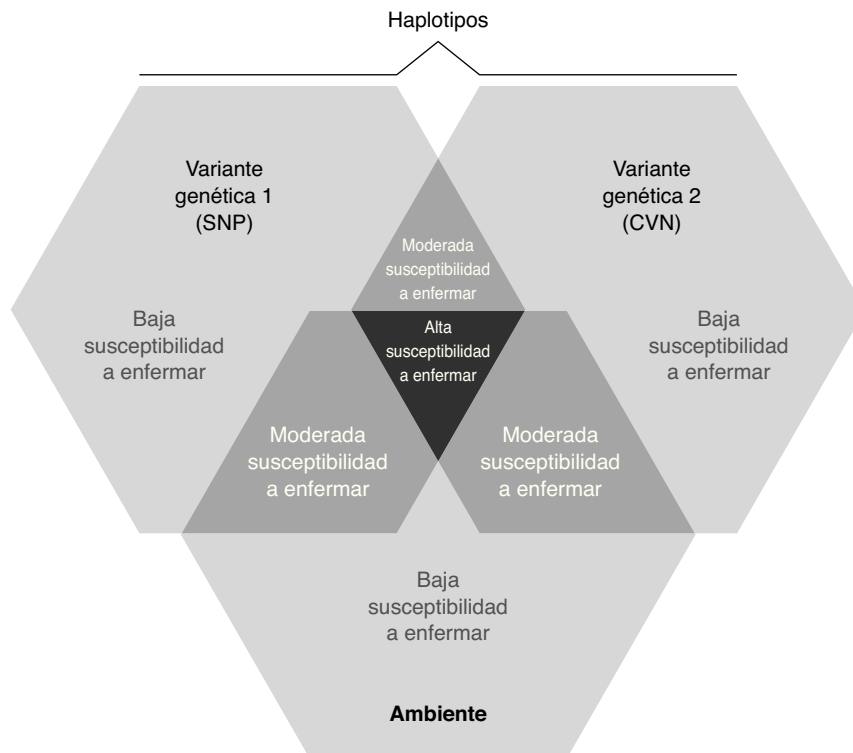 Haplotipos
Variante
genética 1
(SNP)
Variante
genética 2
(CVN)
Moderada
susceptibilidad
a enfermar
Baja
susceptibilidad
a enfermar
Alta
susceptibilidad
a enfermar
Baja
susceptibilidad
a enfermar
Moderada
susceptibilidad
a enfermar
Moderada
susceptibilidad
a enfermar
Baja
susceptibilidad
a enfermar
Ambiente